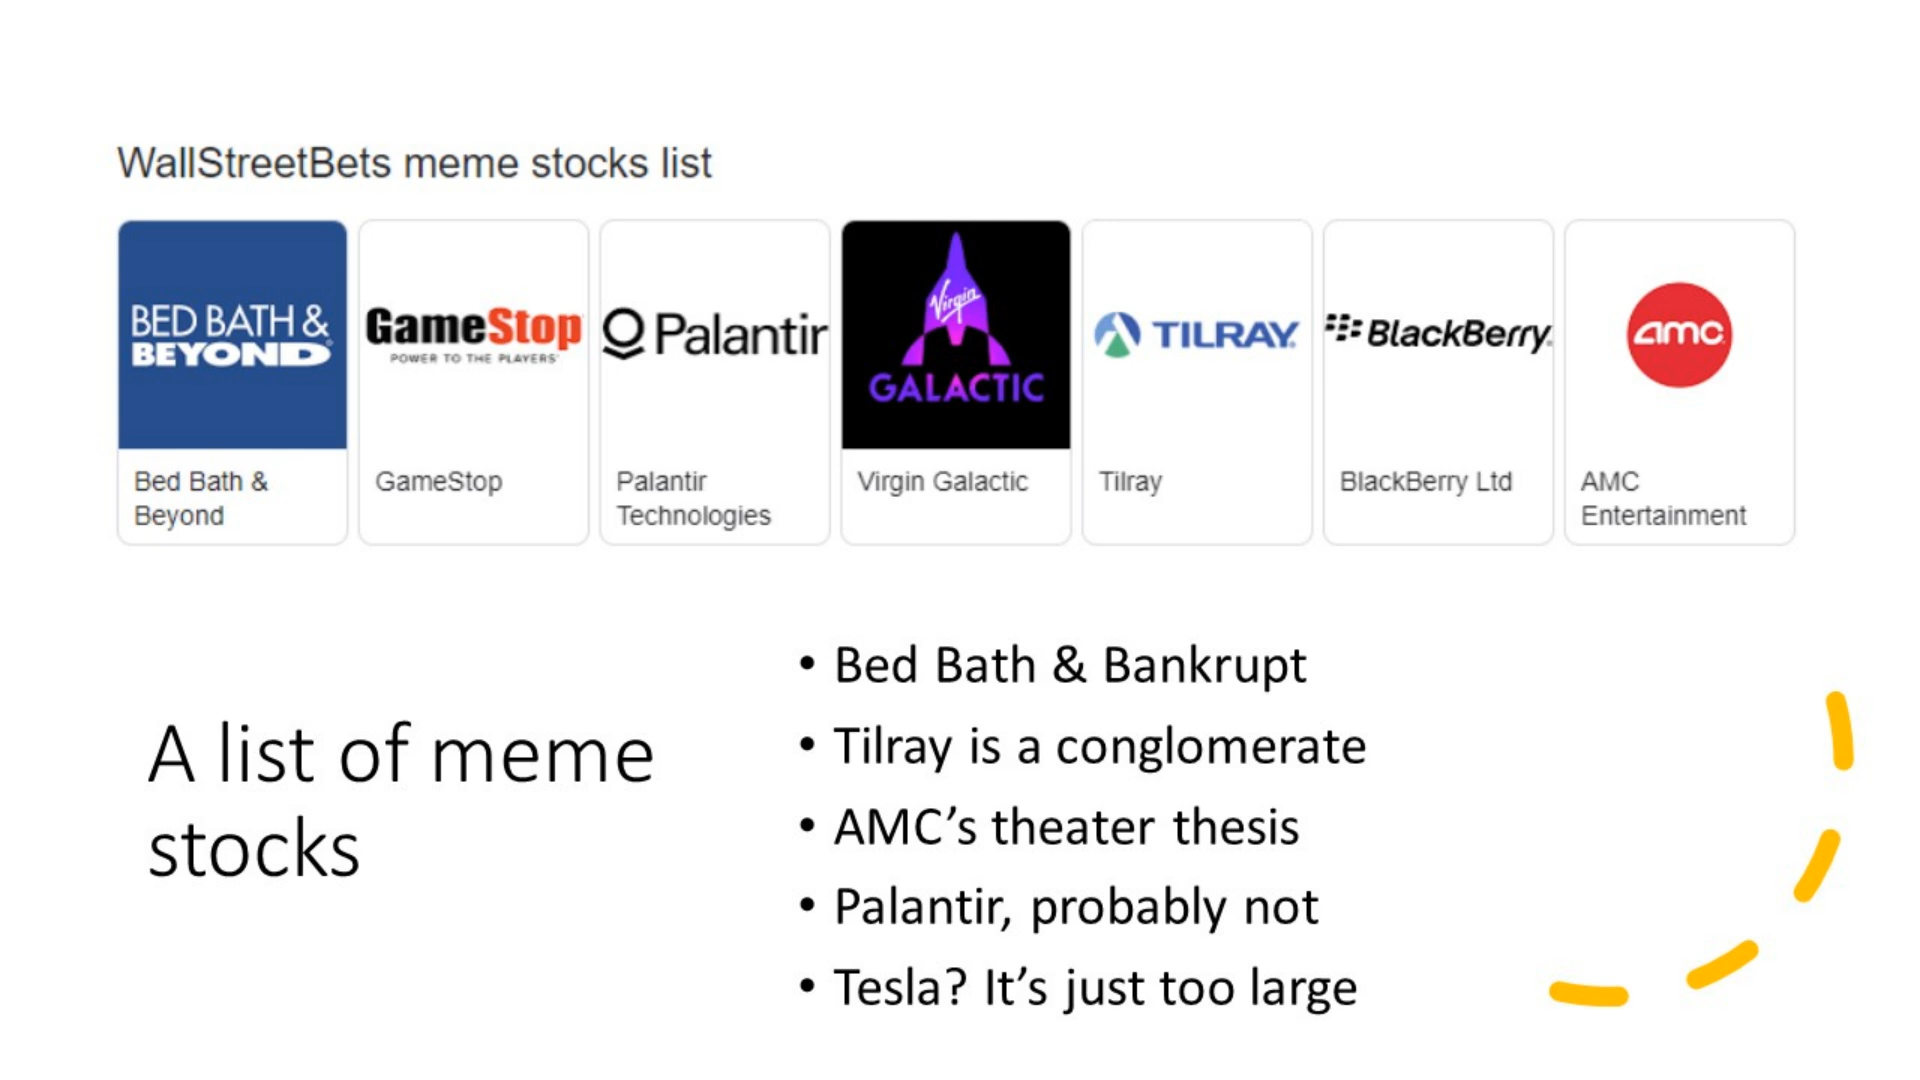 WallStreetBets meme stocks list
BED BATH &
BEYOND
GameStop
POWER TO THE PLAYERS
Palantir
Virgin
GALACTIC
TILRAY
BlackBerry
amc
Bed Bath &
Beyond
GameStop
Palantir
Technologies
Virgin Galactic
Tilray
BlackBerry Ltd
AMC
Entertainment
A list of meme
stocks
• Bed Bath & Bankrupt
• Tilray is a conglomerate
• AMC’s theater thesis
• Palantir, probably not
• Tesla? It’s just too large